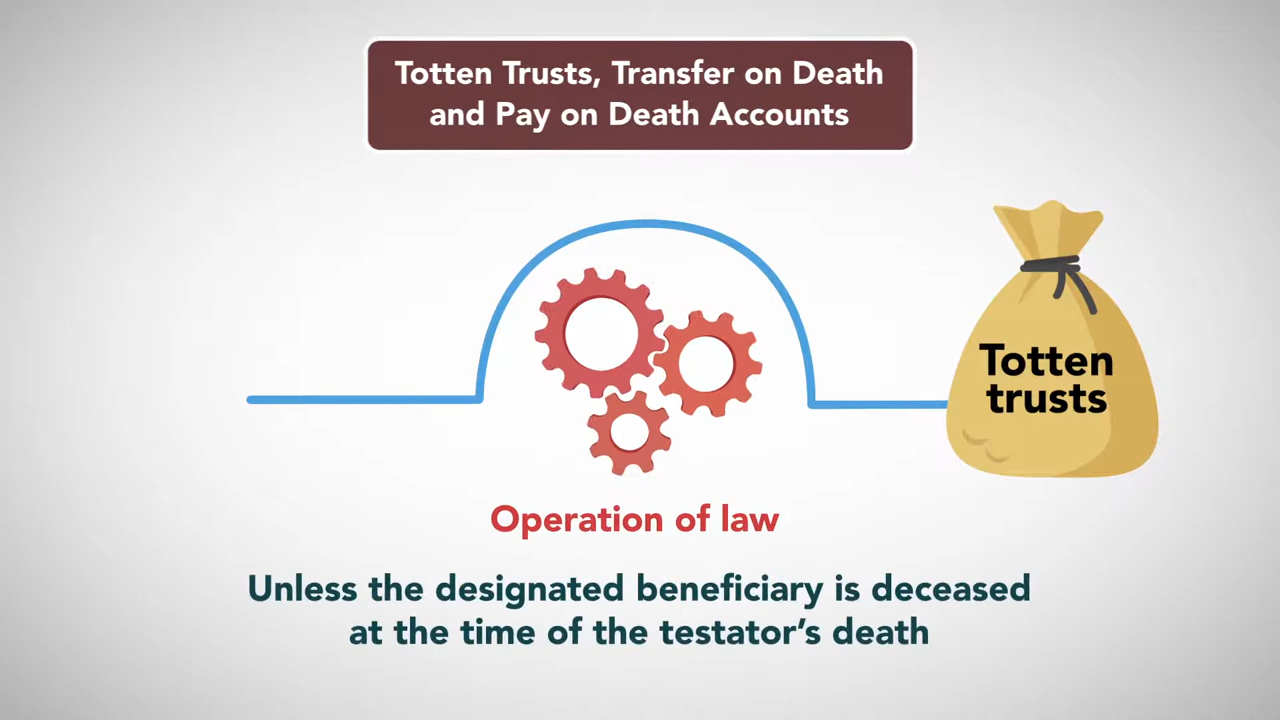 Totten Trusts, Transfer on Death
and Pay on Death Accounts
Totten
trusts
Operation of law
Unless the designated beneficiary is deceased
at the time of the testator’s death